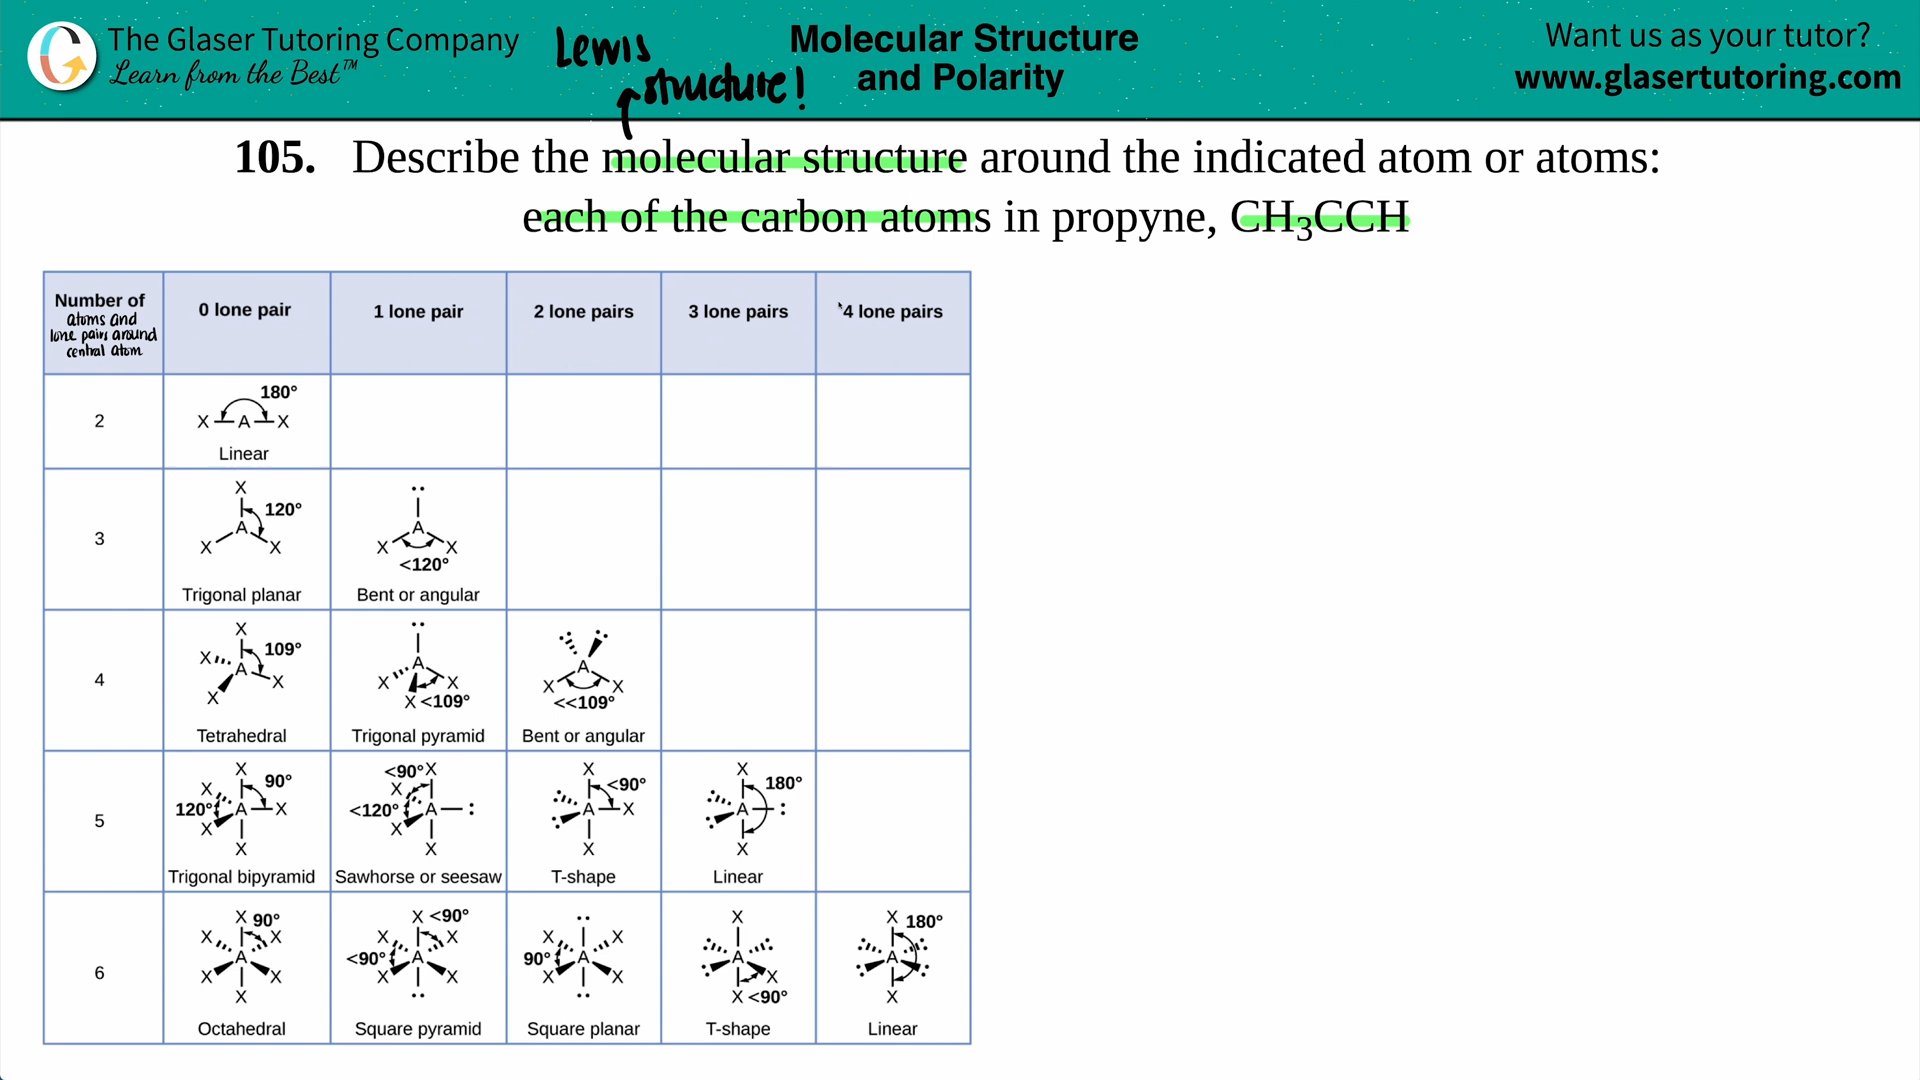 The Glaser Tutoring Company
Learn from the Best™
Lewis
structure!
Molecular Structure
and Polarity
Want us as your tutor?
www.glasertutoring.com
105. Describe the molecular structure around the indicated atom or atoms:
each of the carbon atoms in propyne, CH₃CCH
Number of
atoms and
lone pairs around
central atom
0 lone pair
1 lone pair
2 lone pairs
3 lone pairs
4 lone pairs
2
180°
X A X
Linear
3
X
120°
A
X X
Trigonal planar
A
X X
<120°
Bent or angular
4
X
109°
X
A
X
X
Tetrahedral
A
X X
X <109°
Trigonal pyramid
A
X X
<<109°
Bent or angular
5
X
90°
X
120° A X
X
X
Trigonal bipyramid
<90° X
X
<120° A :
X
X
Sawhorse or seesaw
X
<90°
A X
X
T-shape
X
180°
A :
X
Linear
6
X 90°
X X
A
X X
X
Octahedral
X <90°
X X
<90° A
X X
Square pyramid
X X
90° A
X X
Square planar
X
A
X
X <90°
T-shape
X 180°
A
X
Linear